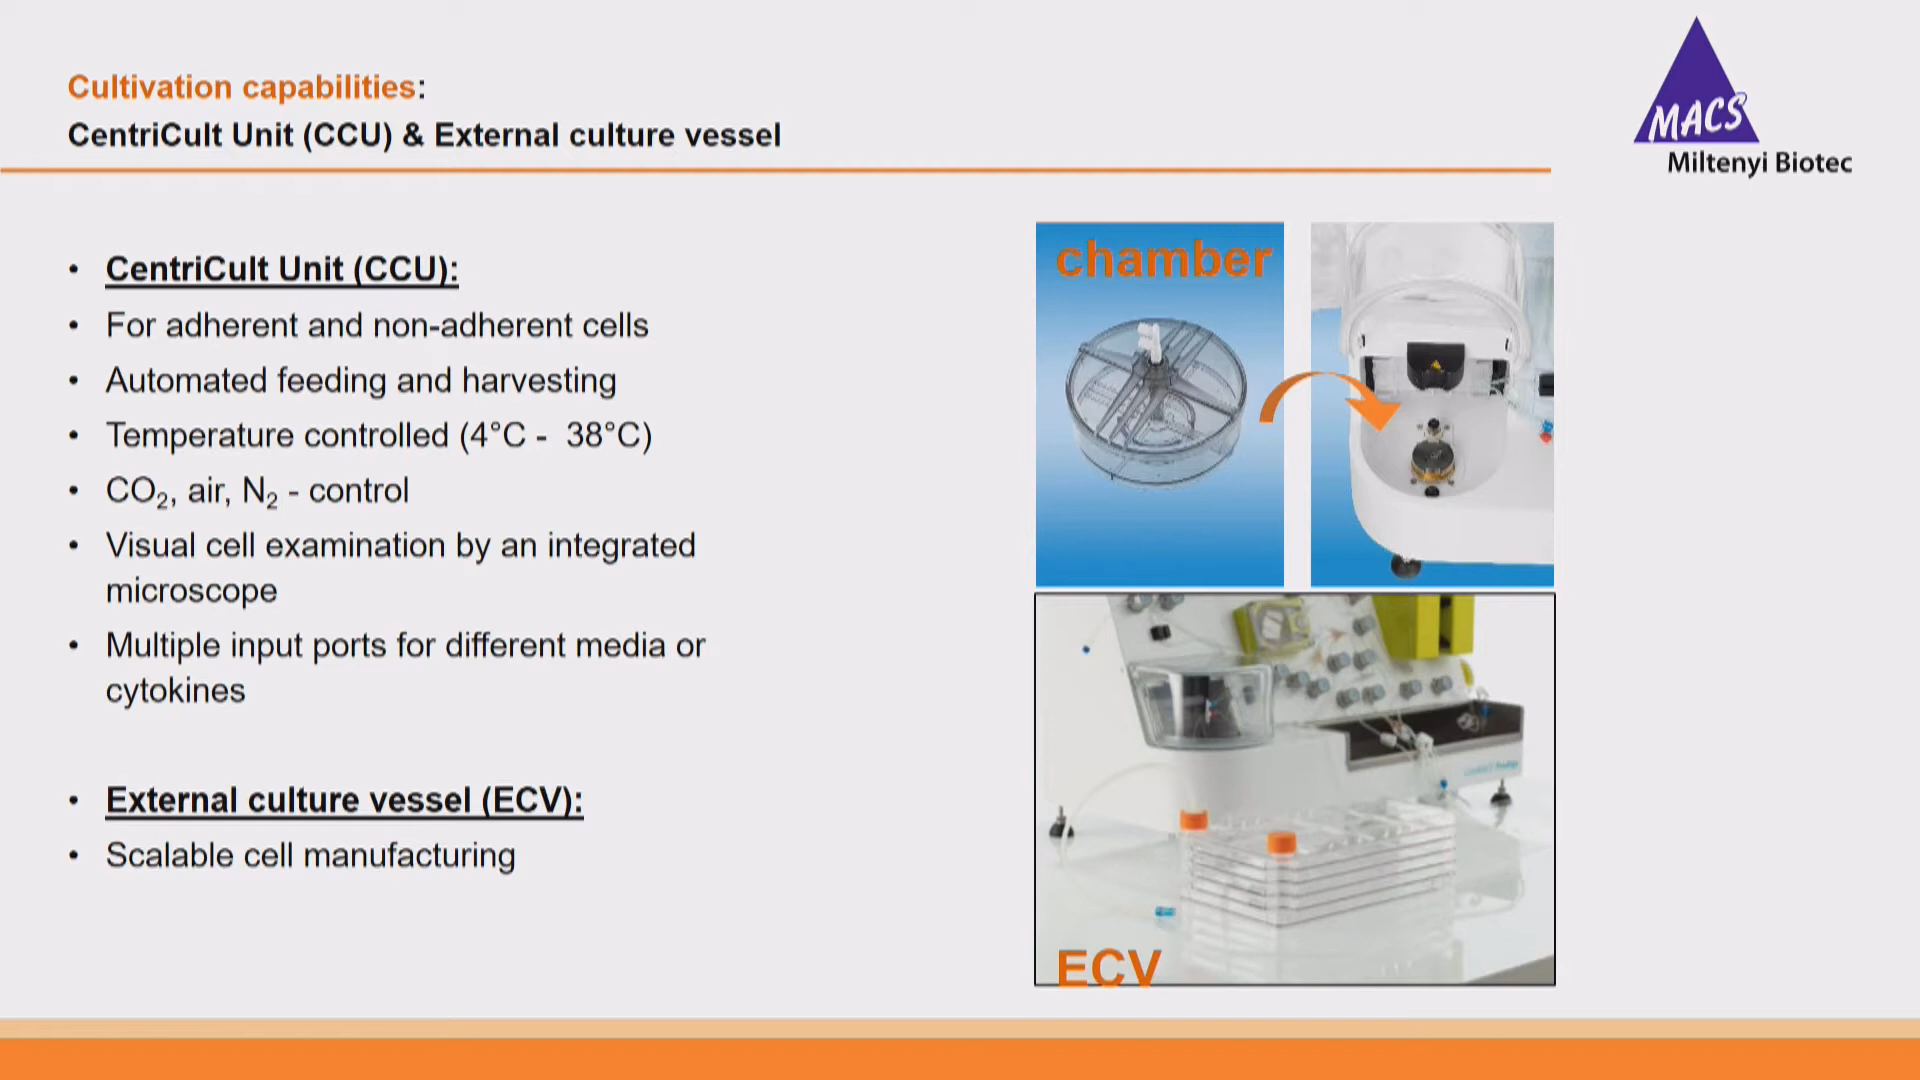 Cultivation capabilities:
CentriCult Unit (CCU) & External culture vessel
MACS
Miltenyi Biotec
• CentriCult Unit (CCU):
• For adherent and non-adherent cells
• Automated feeding and harvesting
• Temperature controlled (4°C - 38°C)
• CO₂, air, N₂ - control
• Visual cell examination by an integrated
microscope
• Multiple input ports for different media or
cytokines
• External culture vessel (ECV):
• Scalable cell manufacturing
chamber
ECV